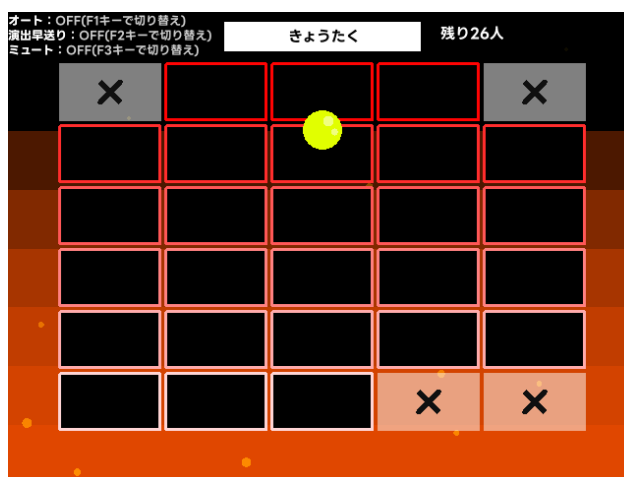 オート：OFF(F1キーで切り替え)
演出早送り：OFF(F2キーで切り替え)
ミュート：OFF(F3キーで切り替え)
きょうたく
残り26人